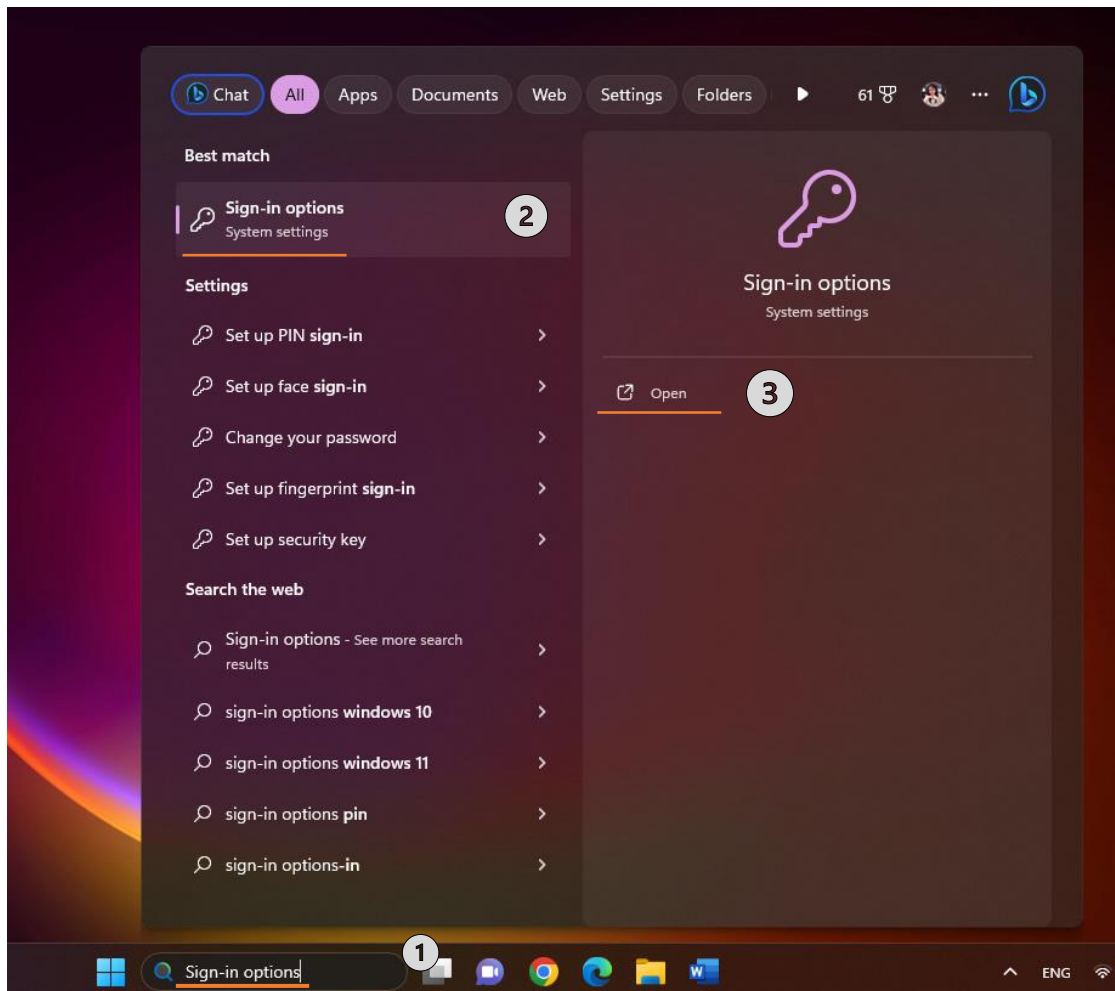 Chat
All
Apps
Documents
Web
Settings
Folders
61
Best match
Sign-in options
System settings
2
Settings
Set up PIN sign-in
Set up face sign-in
Change your password
Set up fingerprint sign-in
Set up security key
Search the web
Sign-in options - See more search
results
sign-in options windows 10
sign-in options windows 11
sign-in options pin
sign-in options-in
Sign-in options
System settings
Open
3
Sign-in options
1
W
ENG